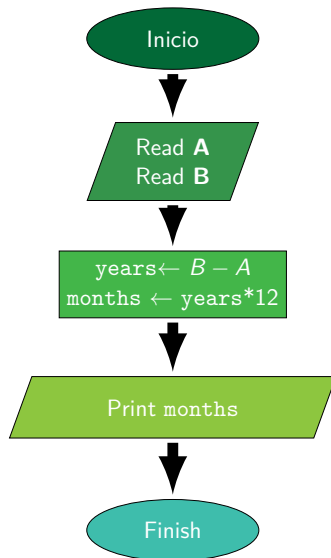 Inicio
Read A
Read B
years← B − A
months ← years*12
Print months
Finish